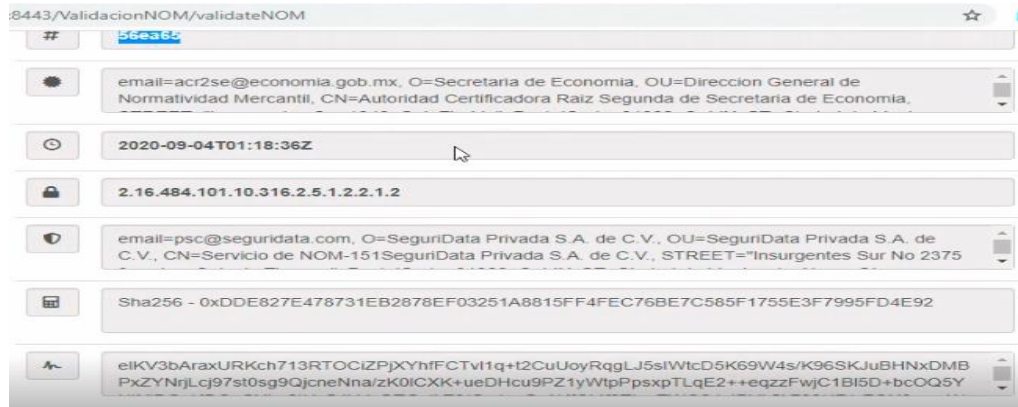 :8443/ValidacionNOM/validateNOM
#
56ea65
email=acr2se@economia.gob.mx, O=Secretaria de Economia, OU=Direccion General de
Normatividad Mercantil, CN=Autoridad Certificadora Raiz Segunda de Secretaria de Economia,
2020-09-04T01:18:36Z
2.16.484.101.10.316.2.5.1.2.2.1.2
email=psc@seguridata.com, O=SeguriData Privada S.A. de C.V., OU=SeguriData Privada S.A. de
C.V., CN=Servicio de NOM-151SeguriData Privada S.A. de C.V., STREET="Insurgentes Sur No 2375
Sha256 - 0xDDE827E478731EB2878EF03251A8815FF4FEC76BE7C585F1755E3F7995FD4E92
eIKV3bAraxURKch713RTOCiZPjXYhfFCTvI1q+t2CuUoyRqgLJ5sIWtcD5K69W4s/K96SKJuBHNxDMB
PxZYNrjLcj97st0sg9QjcneNna/zK0ICXK+ueDHcu9PZ1yWtpPpsxpTLqE2++eqzzFwjC1BI5D+bcOQ5Y